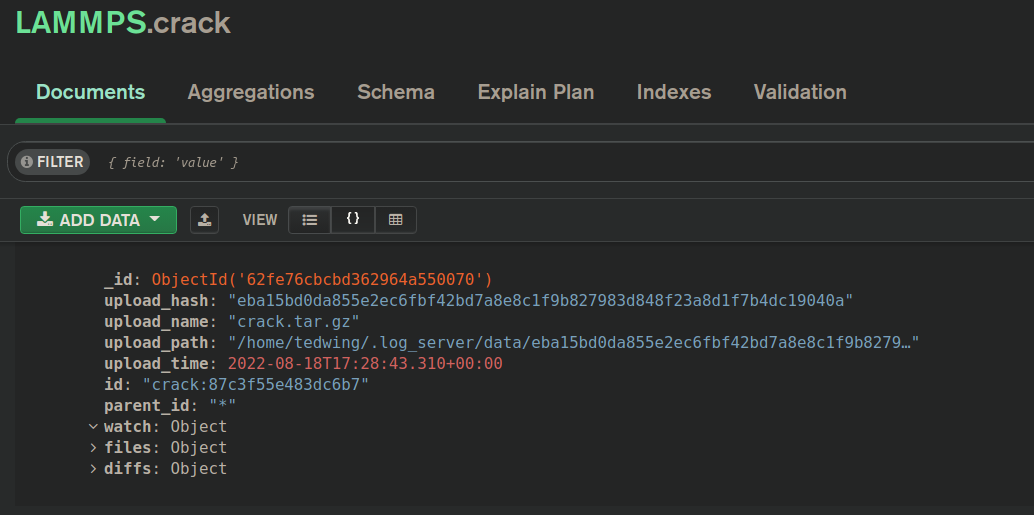 LAMMPS.crack
Documents Aggregations Schema Explain Plan Indexes Validation
FILTER { field: 'value' }
ADD DATA VIEW {}
_id: ObjectId('62fe76cbcbd362964a550070')
upload_hash: "eba15bd0da855e2ec6fbf42bd7a8e8c1f9b827983d848f23a8d1f7b4dc19040a"
upload_name: "crack.tar.gz"
upload_path: "/home/tedwing/.log_server/data/eba15bd0da855e2ec6fbf42bd7a8e8c1f9b8279…"
upload_time: 2022-08-18T17:28:43.310+00:00
id: "crack:87c3f55e483dc6b7"
parent_id: "*"
watch: Object
files: Object
diffs: Object